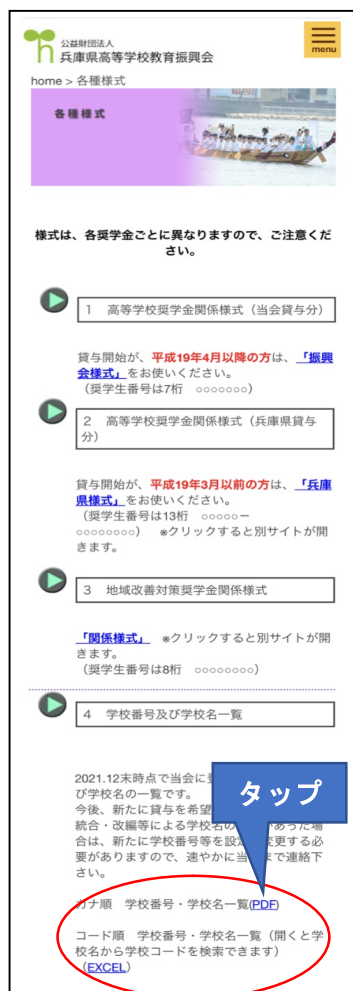 公益財団法人
兵庫県高等学校教育振興会
menu
home > 各種様式
各種様式
様式は、各奨学金ごとに異なりますので、ご注意くだ
さい。
1 高等学校奨学金関係様式（当会貸与分）
貸与開始が、平成19年4月以降の方は、「振興
会様式」をお使いください。
（奨学生番号は7桁 ○○○○○○○）
2 高等学校奨学金関係様式（兵庫県貸与
分）
貸与開始が、平成19年3月以前の方は、「兵庫
県様式」をお使いください。
（奨学生番号は13桁 ○○○○○－
○○○○○○○○） ※クリックすると別サイトが開
きます。
3 地域改善対策奨学金関係様式
「関係様式」 ※クリックすると別サイトが開
きます。
（奨学生番号は8桁 ○○○○○○○○）
4 学校番号及び学校名一覧
2021.12末時点で当会に
び学校名の一覧です。
タップ
今後、新たに貸与を希望
統合・改編等による学校名の があった場
合は、新たに学校番号等を設定 変更する必
要がありますので、速やかに当 まで連絡下
さい。
カナ順 学校番号・学校名一覧(PDF)
コード順 学校番号・学校名一覧（開くと学
校名から学校コードを検索できます）
（EXCEL）